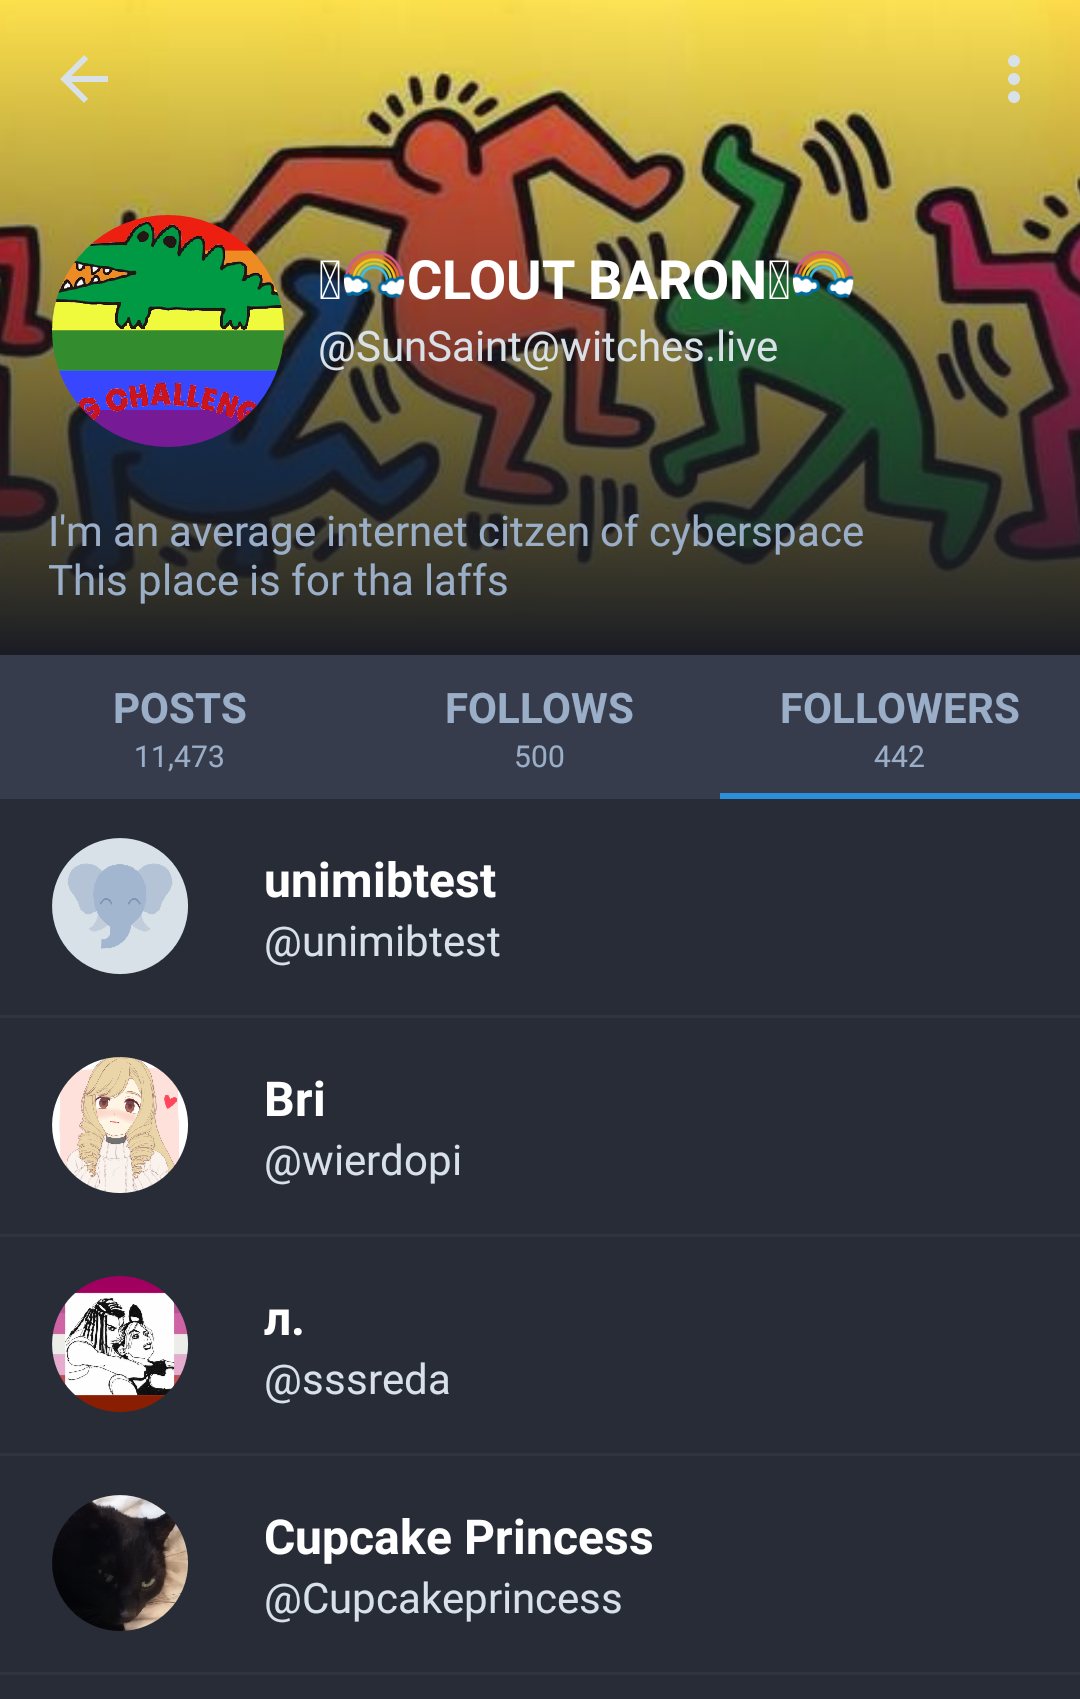 🌈CLOUT BARON🌈
@SunSaint@witches.live
CHALLENG
I'm an average internet citzen of cyberspace
This place is for tha laffs
POSTS
11,473
FOLLOWS
500
FOLLOWERS
442
unimibtest
@unimibtest
Bri
@wierdopi
л.
@sssreda
Cupcake Princess
@Cupcakeprincess